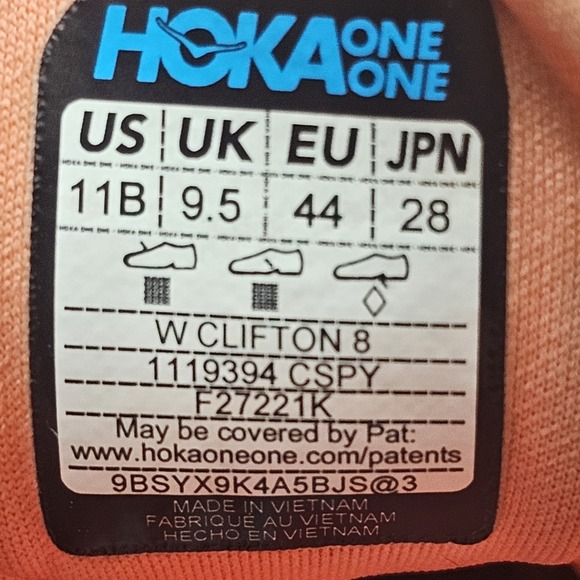 HOKA ONE ONE
US UK EU JPN
11B 9.5 44 28
W CLIFTON 8
1119394 CSPY
F27221K
May be covered by Pat:
www.hokaoneone.com/patents
9BSYX9K4A5BJS@3
MADE IN VIETNAM
FABRIQUE AU VIETNAM
HECHO EN VIETNAM